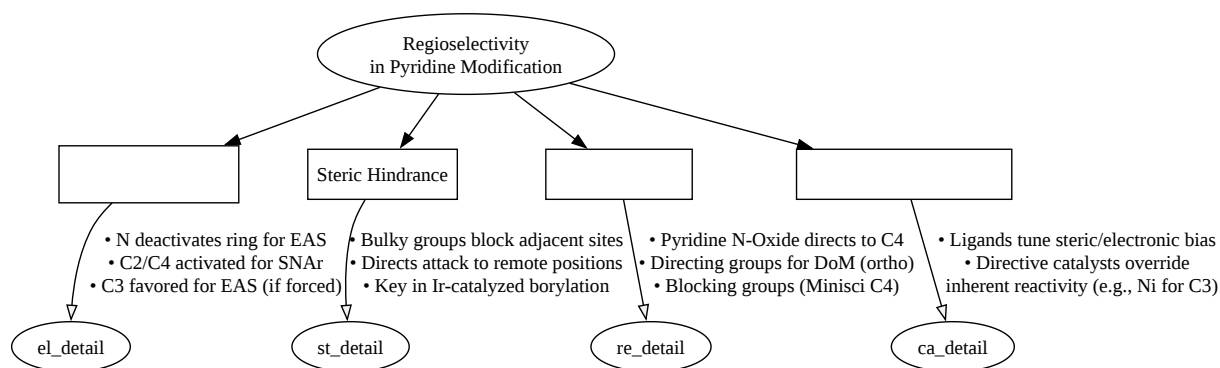 Regioselectivity
in Pyridine Modification
Steric Hindrance
• N deactivates ring for EAS
• C2/C4 activated for SNAr
• C3 favored for EAS (if forced)
• Bulky groups block adjacent sites
• Directs attack to remote positions
• Key in Ir-catalyzed borylation
• Pyridine N-Oxide directs to C4
• Directing groups for DoM (ortho)
• Blocking groups (Minisci C4)
• Ligands tune steric/electronic bias
• Directive catalysts override
inherent reactivity (e.g., Ni for C3)
el_detail
st_detail
re_detail
ca_detail